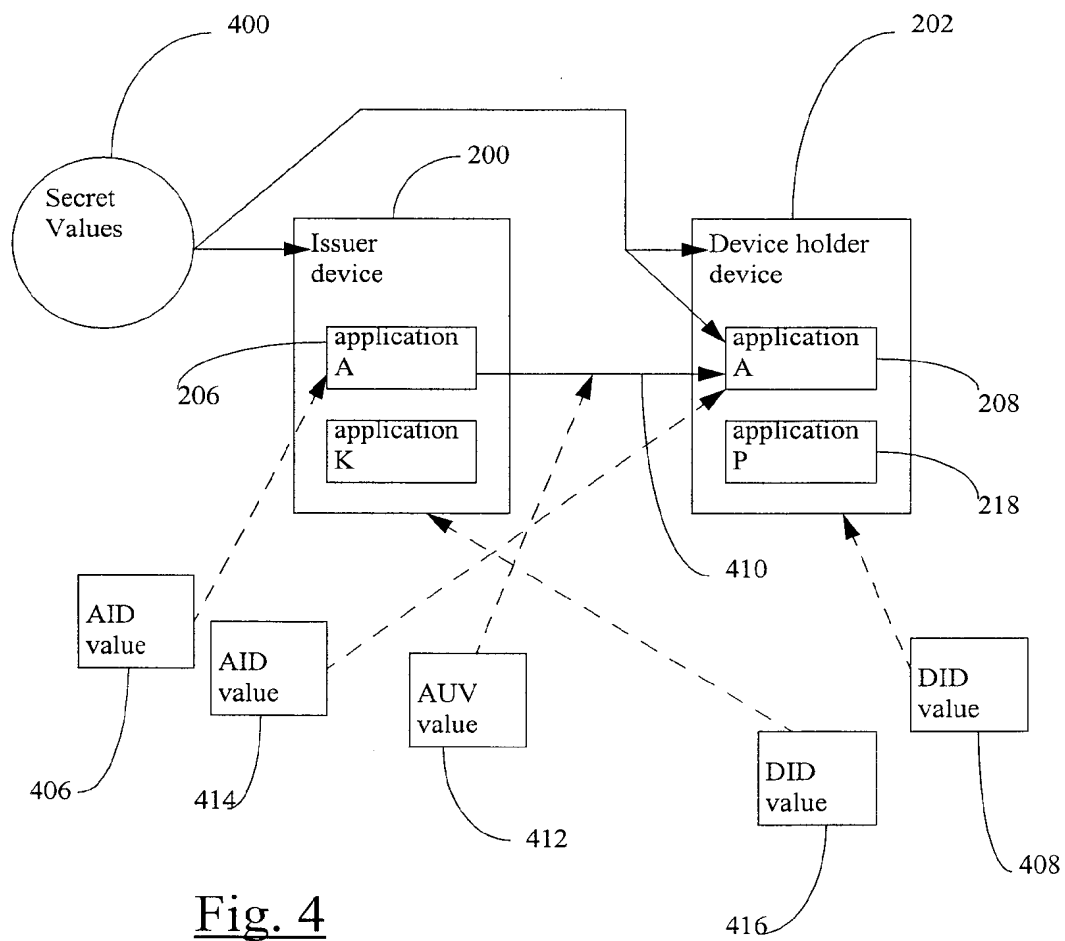 400
202
200
Secret
Values
Issuer
device
Device holder
device
application
A
application
A
206
208
application
K
application
P
218
410
AID
value
AID
value
AUV
value
DID
value
DID
value
406
414
412
408
416
Fig. 4